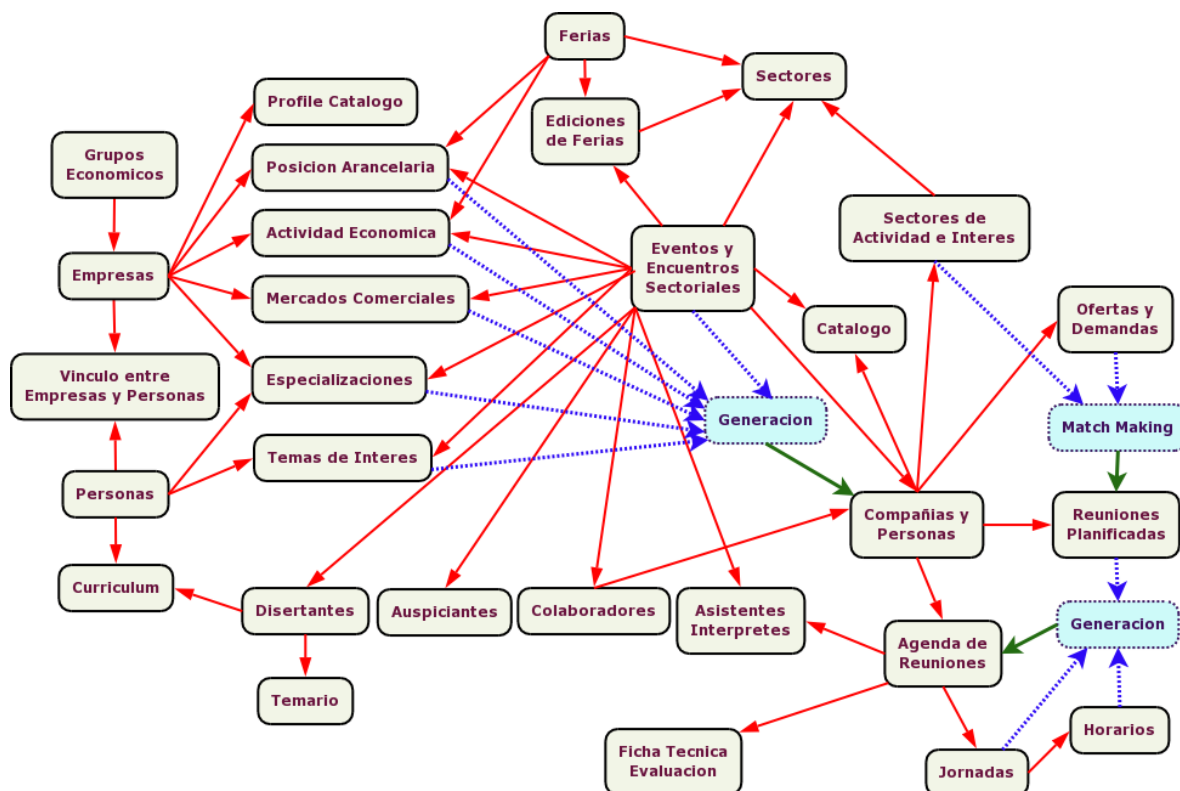 Ferias
Sectores
Profile Catalogo
Ediciones
de Ferias
Grupos
Economicos
Posicion Arancelaria
Sectores de
Actividad e Interes
Actividad Economica
Eventos y
Encuentros
Sectoriales
Empresas
Mercados Comerciales
Catalogo
Ofertas y
Demandas
Vinculo entre
Empresas y Personas
Especializaciones
Generacion
Match Making
Temas de Interes
Personas
Compañias y
Personas
Reuniones
Planificadas
Curriculum
Disertantes
Auspiciantes
Colaboradores
Asistentes
Interpretes
Agenda de
Reuniones
Generacion
Temario
Ficha Tecnica
Evaluacion
Jornadas
Horarios